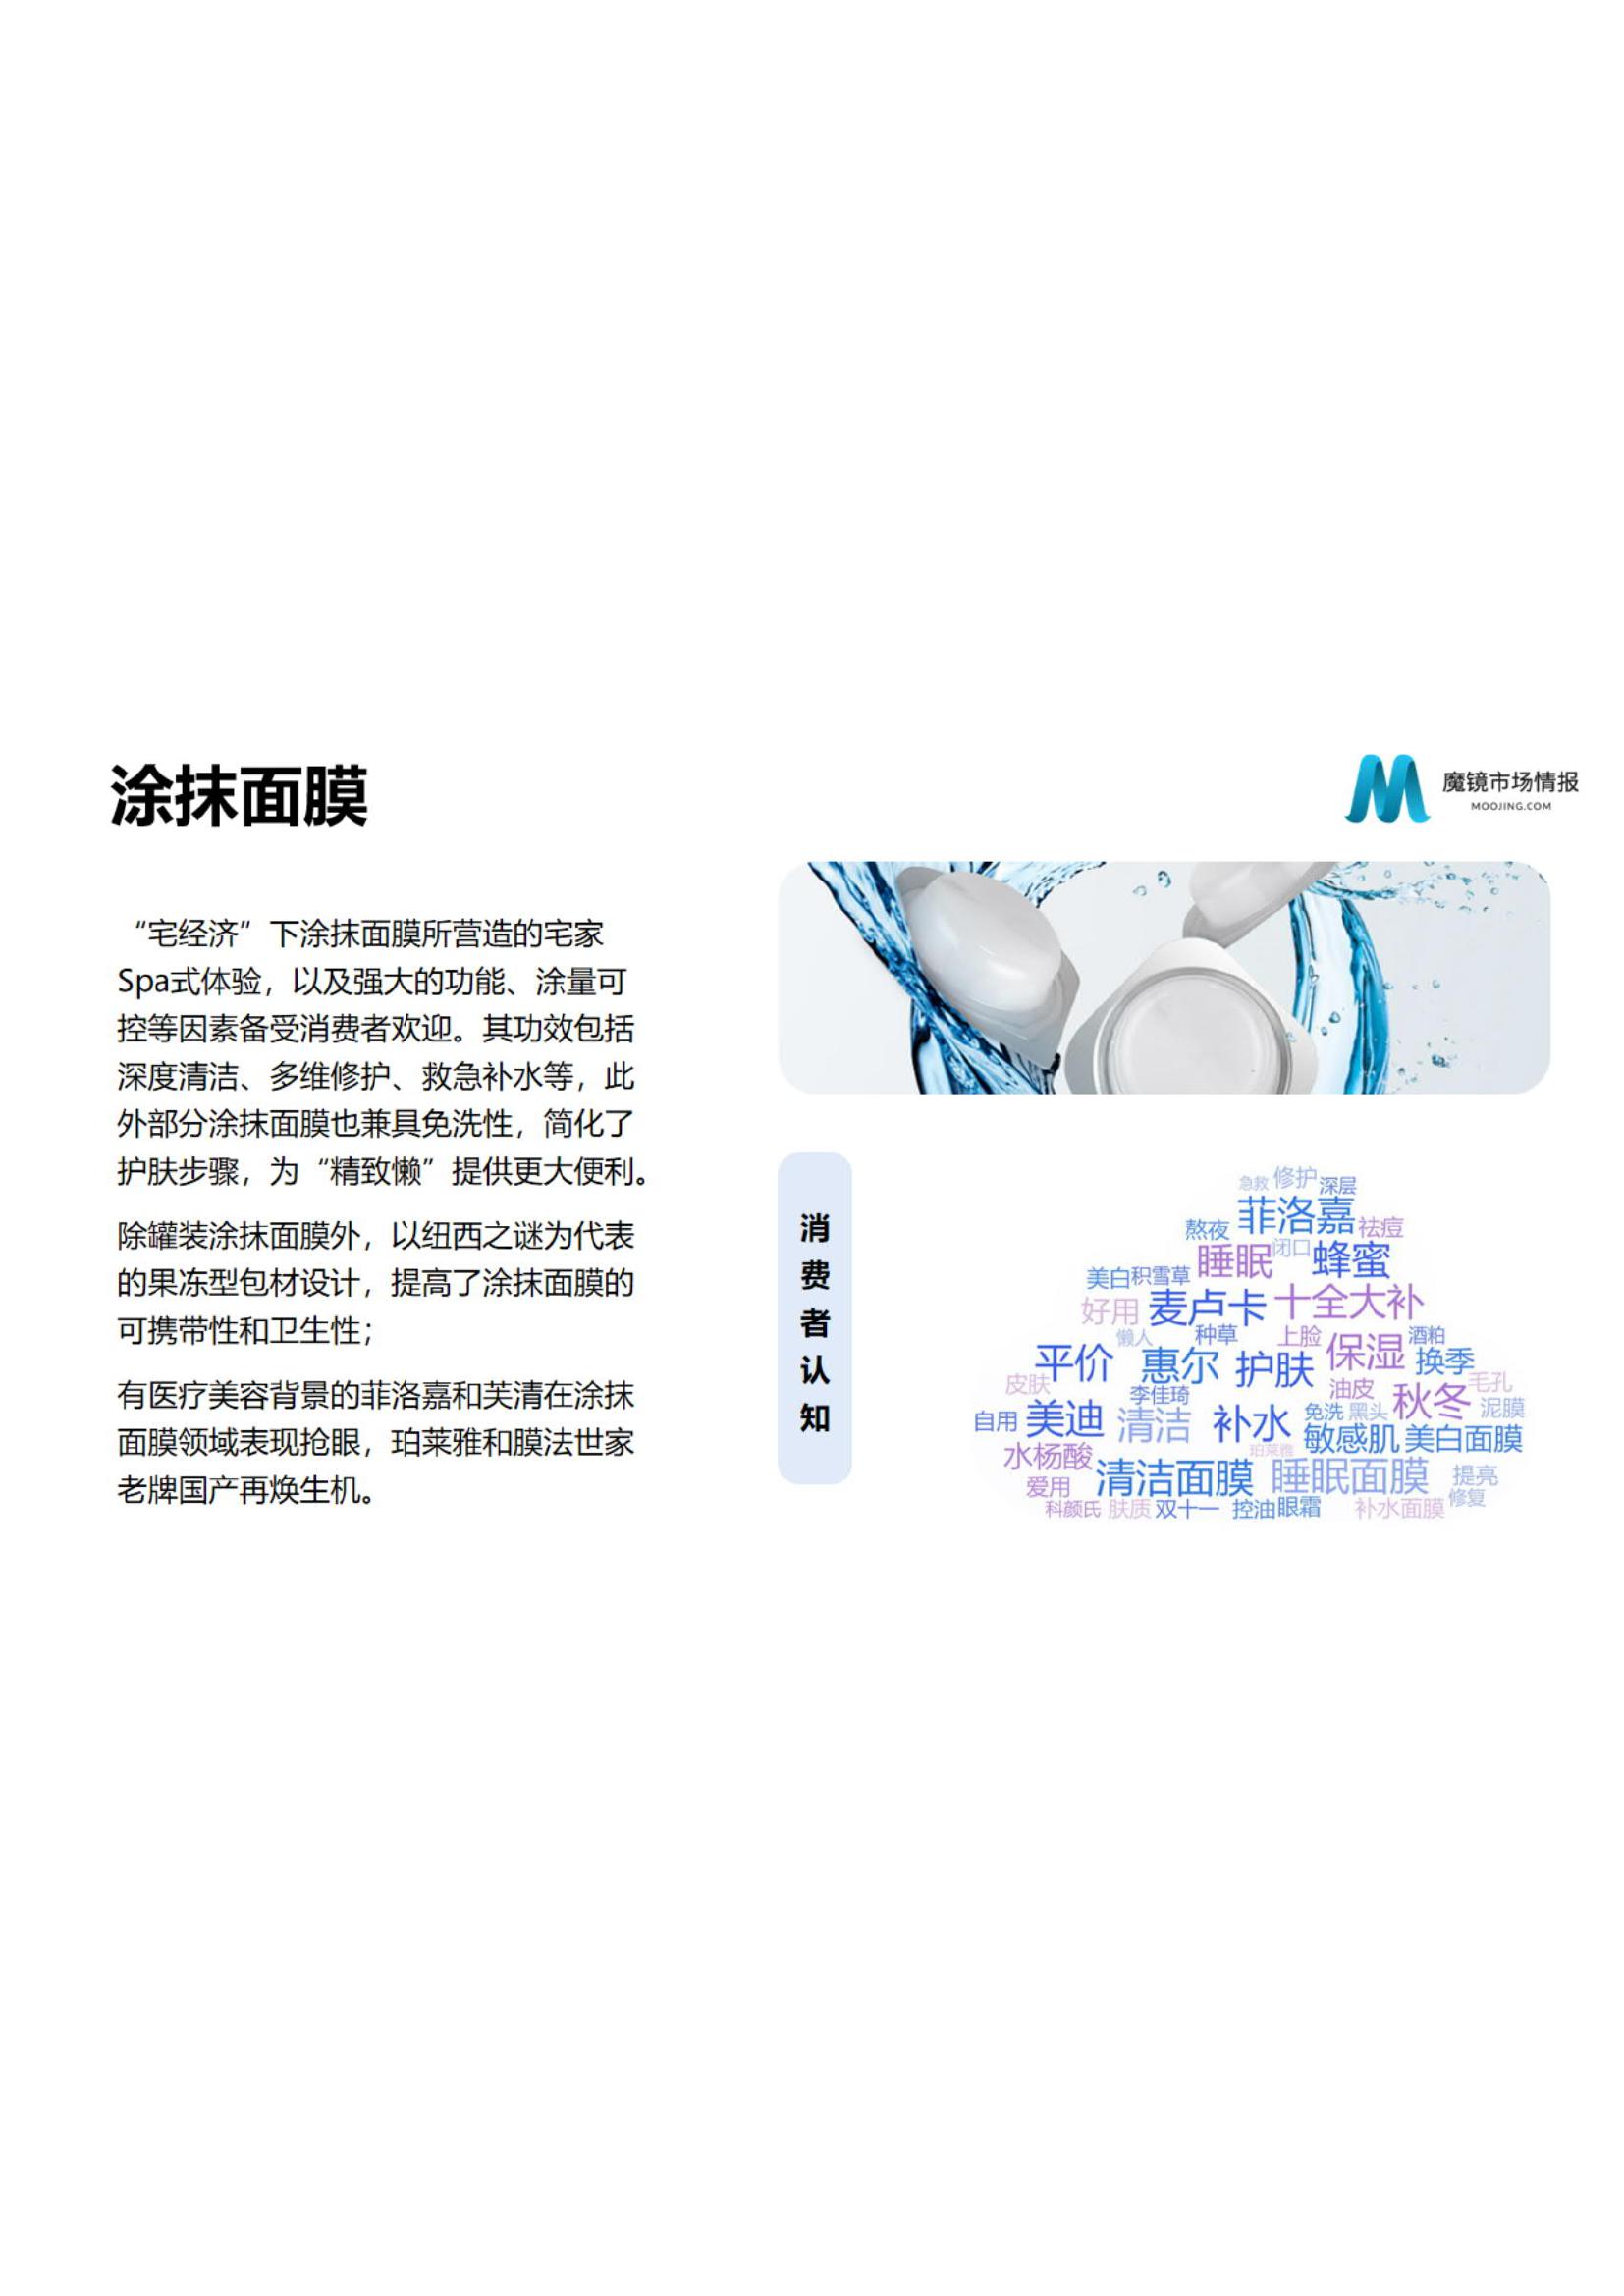 涂抹面膜
魔镜市场情报
MOOJING.COM
“宅经济”下涂抹面膜所营造的宅家
Spa式体验，以及强大的功能、涂量可
控等因素备受消费者欢迎。其功效包括
深度清洁、多维修护、救急补水等，此
外部分涂抹面膜也兼具免洗性，简化了
护肤步骤，为“精致懒”提供更大便利。
除罐装涂抹面膜外，以纽西之谜为代表
的果冻型包材设计，提高了涂抹面膜的
可携带性和卫生性；
有医疗美容背景的菲洛嘉和芙清在涂抹
面膜领域表现抢眼，珀莱雅和膜法世家
老牌国产再焕生机。
消费者认知
急救 修护 深层
菲洛嘉
熬夜 祛痘
睡眠 闭口 蜂蜜
美白 积雪草
好用 麦卢卡 十全大补
懒人 种草 上脸 保湿 酒粕
平价 惠尔 护肤 换季
皮肤 李佳琦 油皮 秋冬 毛孔
自用 美迪 清洁 补水 免洗 黑头 泥膜
水杨酸 珀莱雅 敏感肌 美白面膜
爱用 清洁面膜 睡眠面膜 提亮
科颜氏 肤质 双十一 控油 眼霜 补水面膜 修复